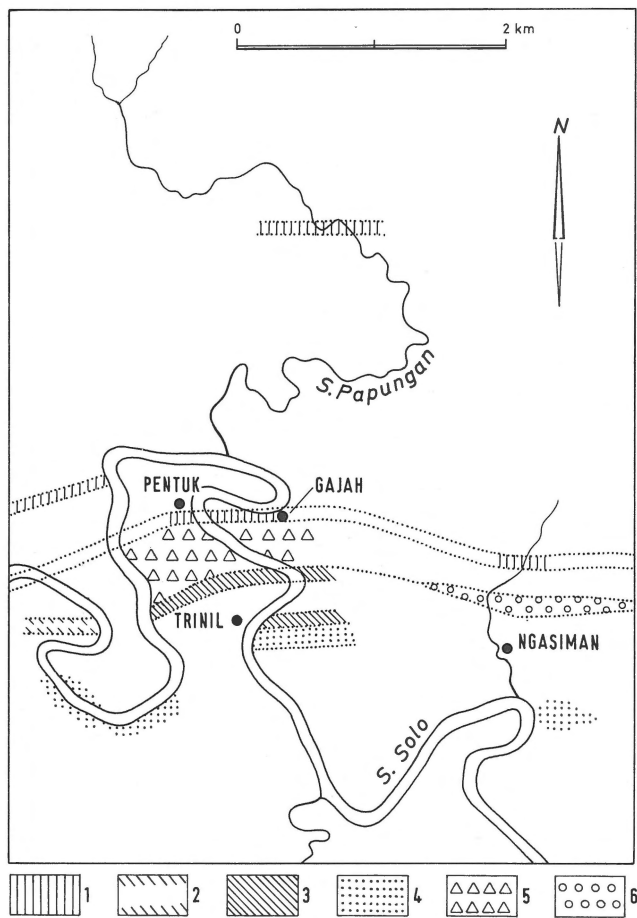 0 2 km
N
S. Papungan
PENTUK
GAJAH
TRINIL
NGASIMAN
S. Solo
1 2 3 4 5 6